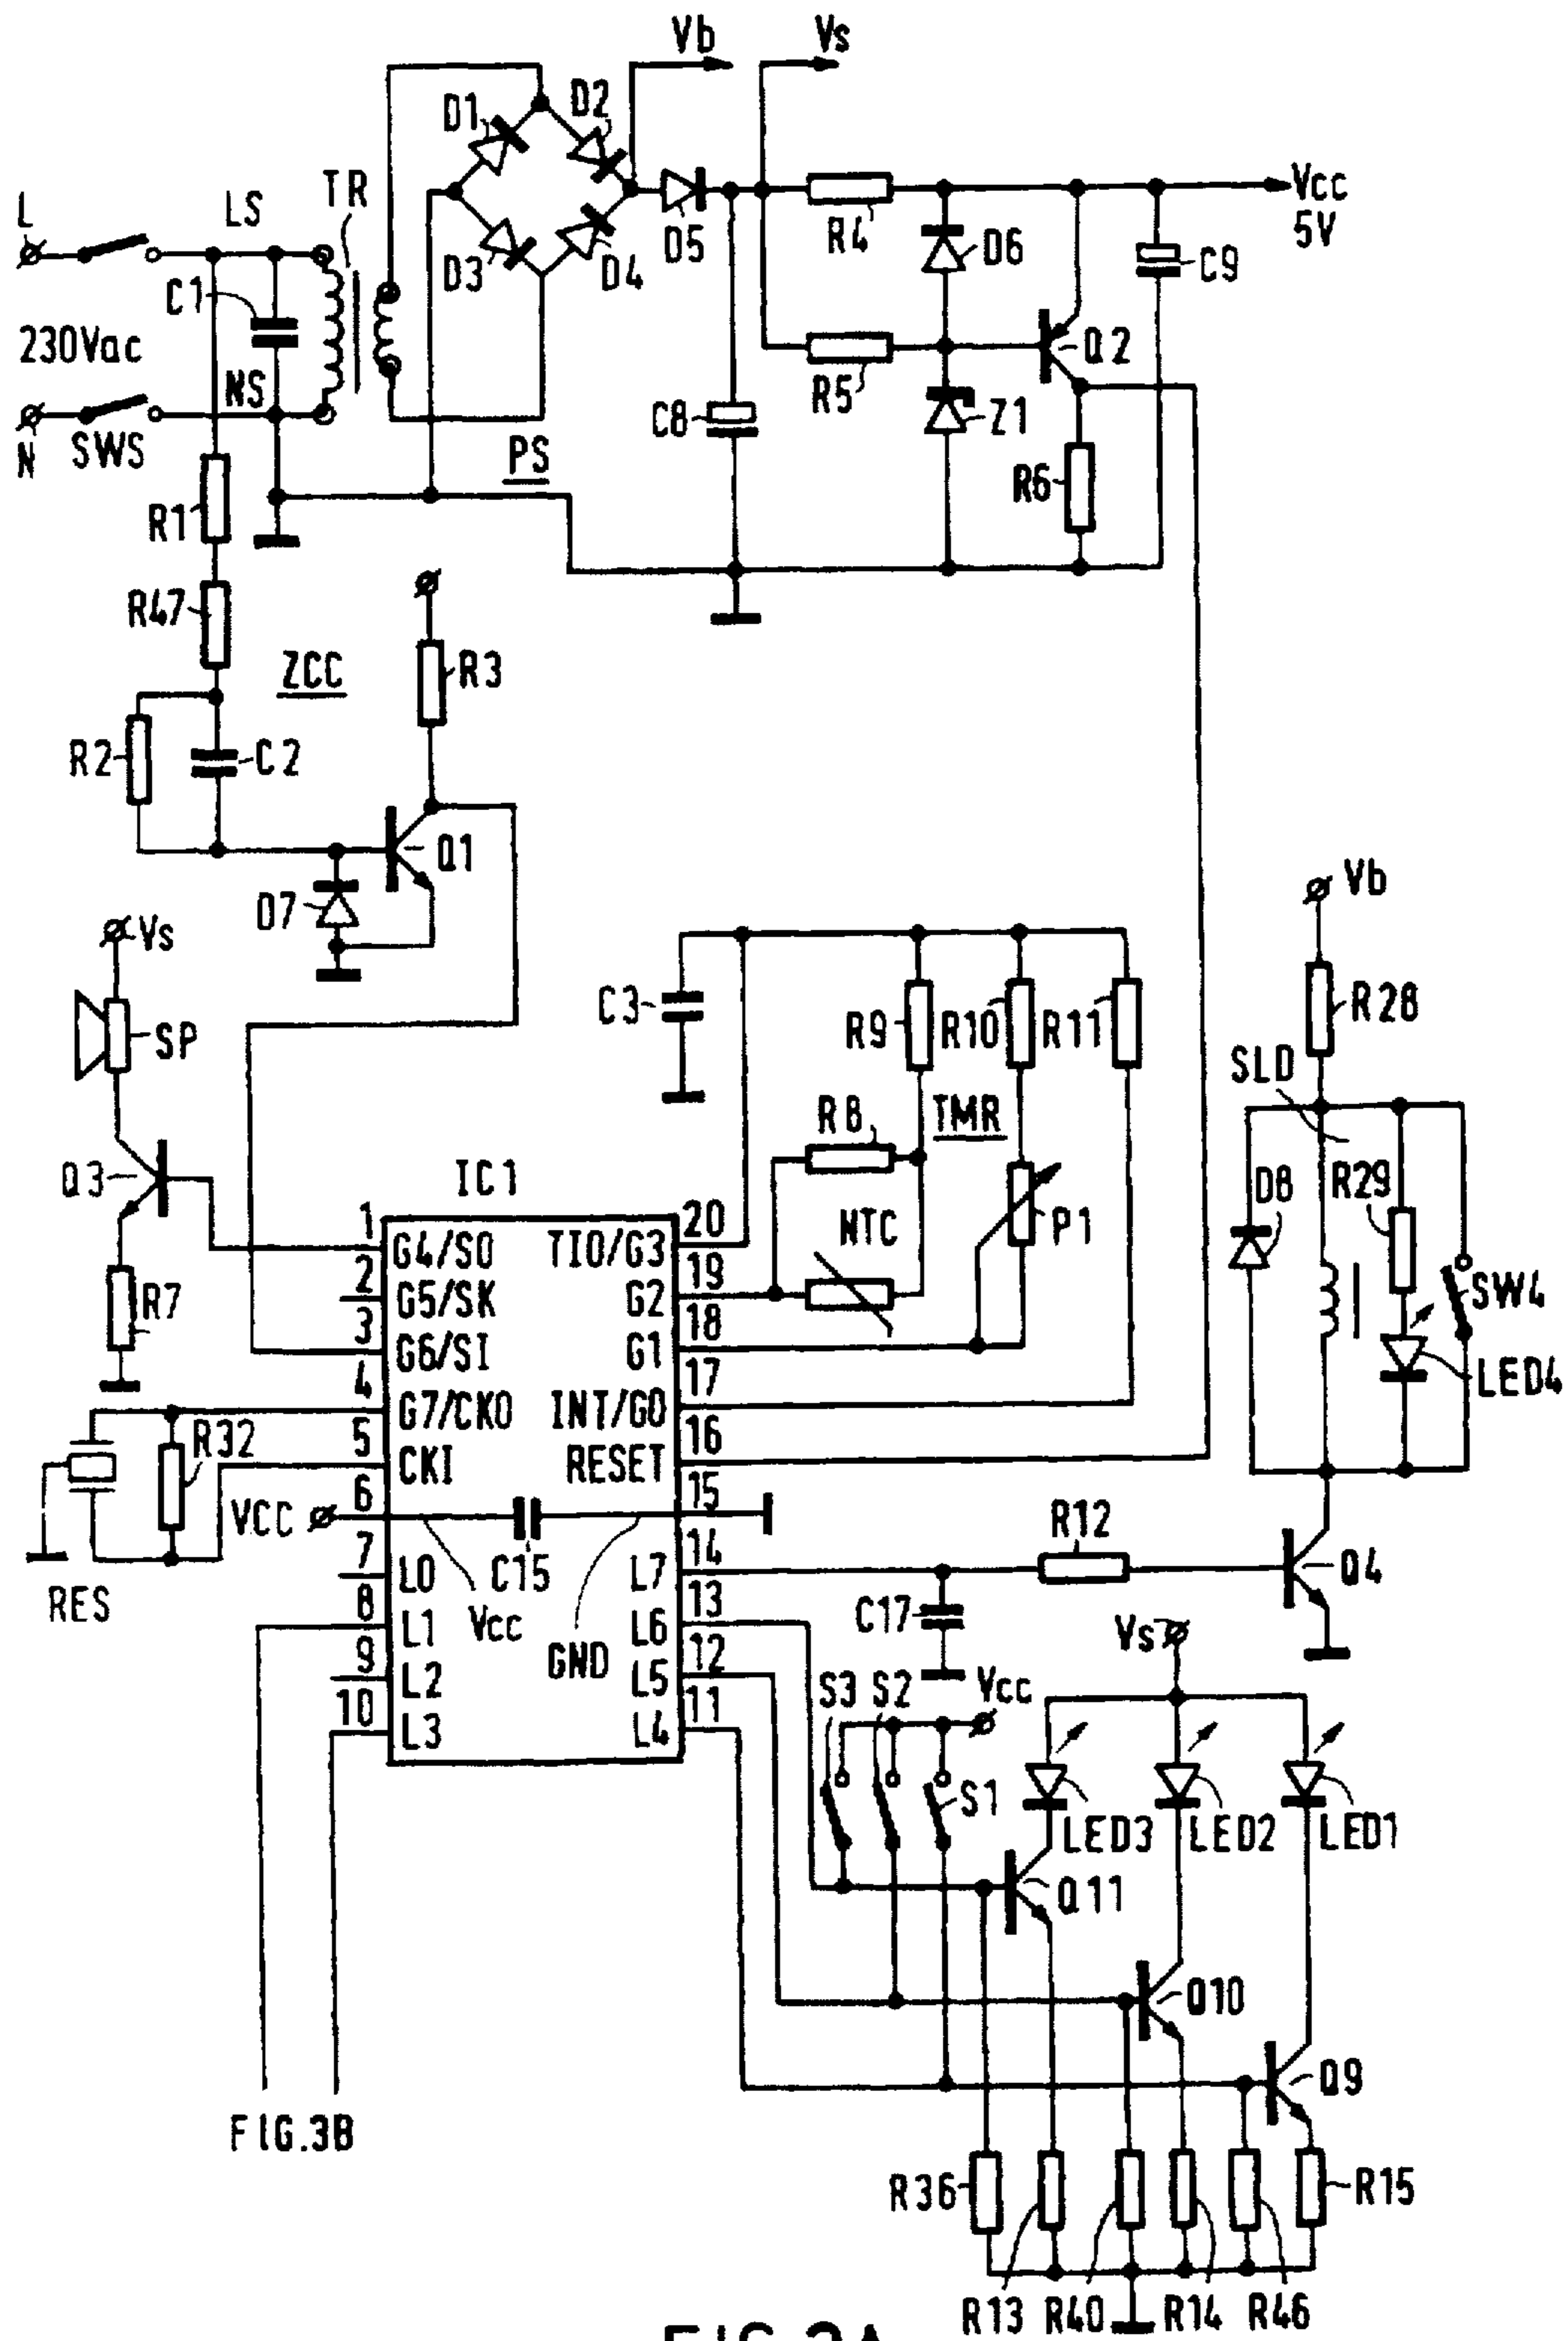 Vb Vs
D1 D2
L LS TR
D3 D4 D5 R4 D6 Vcc
5V
C9
C1
230Vac
NS
N SWS
PS
C8 R5 Z1 Q2
R6
R1
R47
ZCC
R3
R2 C2
Q1
D7
Vs
SP
Vb
R28
C3 R9 R10 R11
SLD
R8 TMR
Q3
IC1
NTC P1
D8 R29
SW4
LED4
R7
1 G4/SO TIO/G3 20
2 G5/SK G2 19
3 G6/SI G1 18
4 G7/CKO INT/G0 17
5 CKI RESET 16
6 15
7 L0 L7 14
8 L1 L6 13
9 L2 L5 12
10 L3 L4 11
R32
VCC
C15
Vcc
GND
RES
R12
Q4
C17
Vs
S3 S2 Vcc
S1
LED3 LED2 LED1
Q11
Q10
Q9
FIG.3B
R36 R15
R13 R40 R14 R46